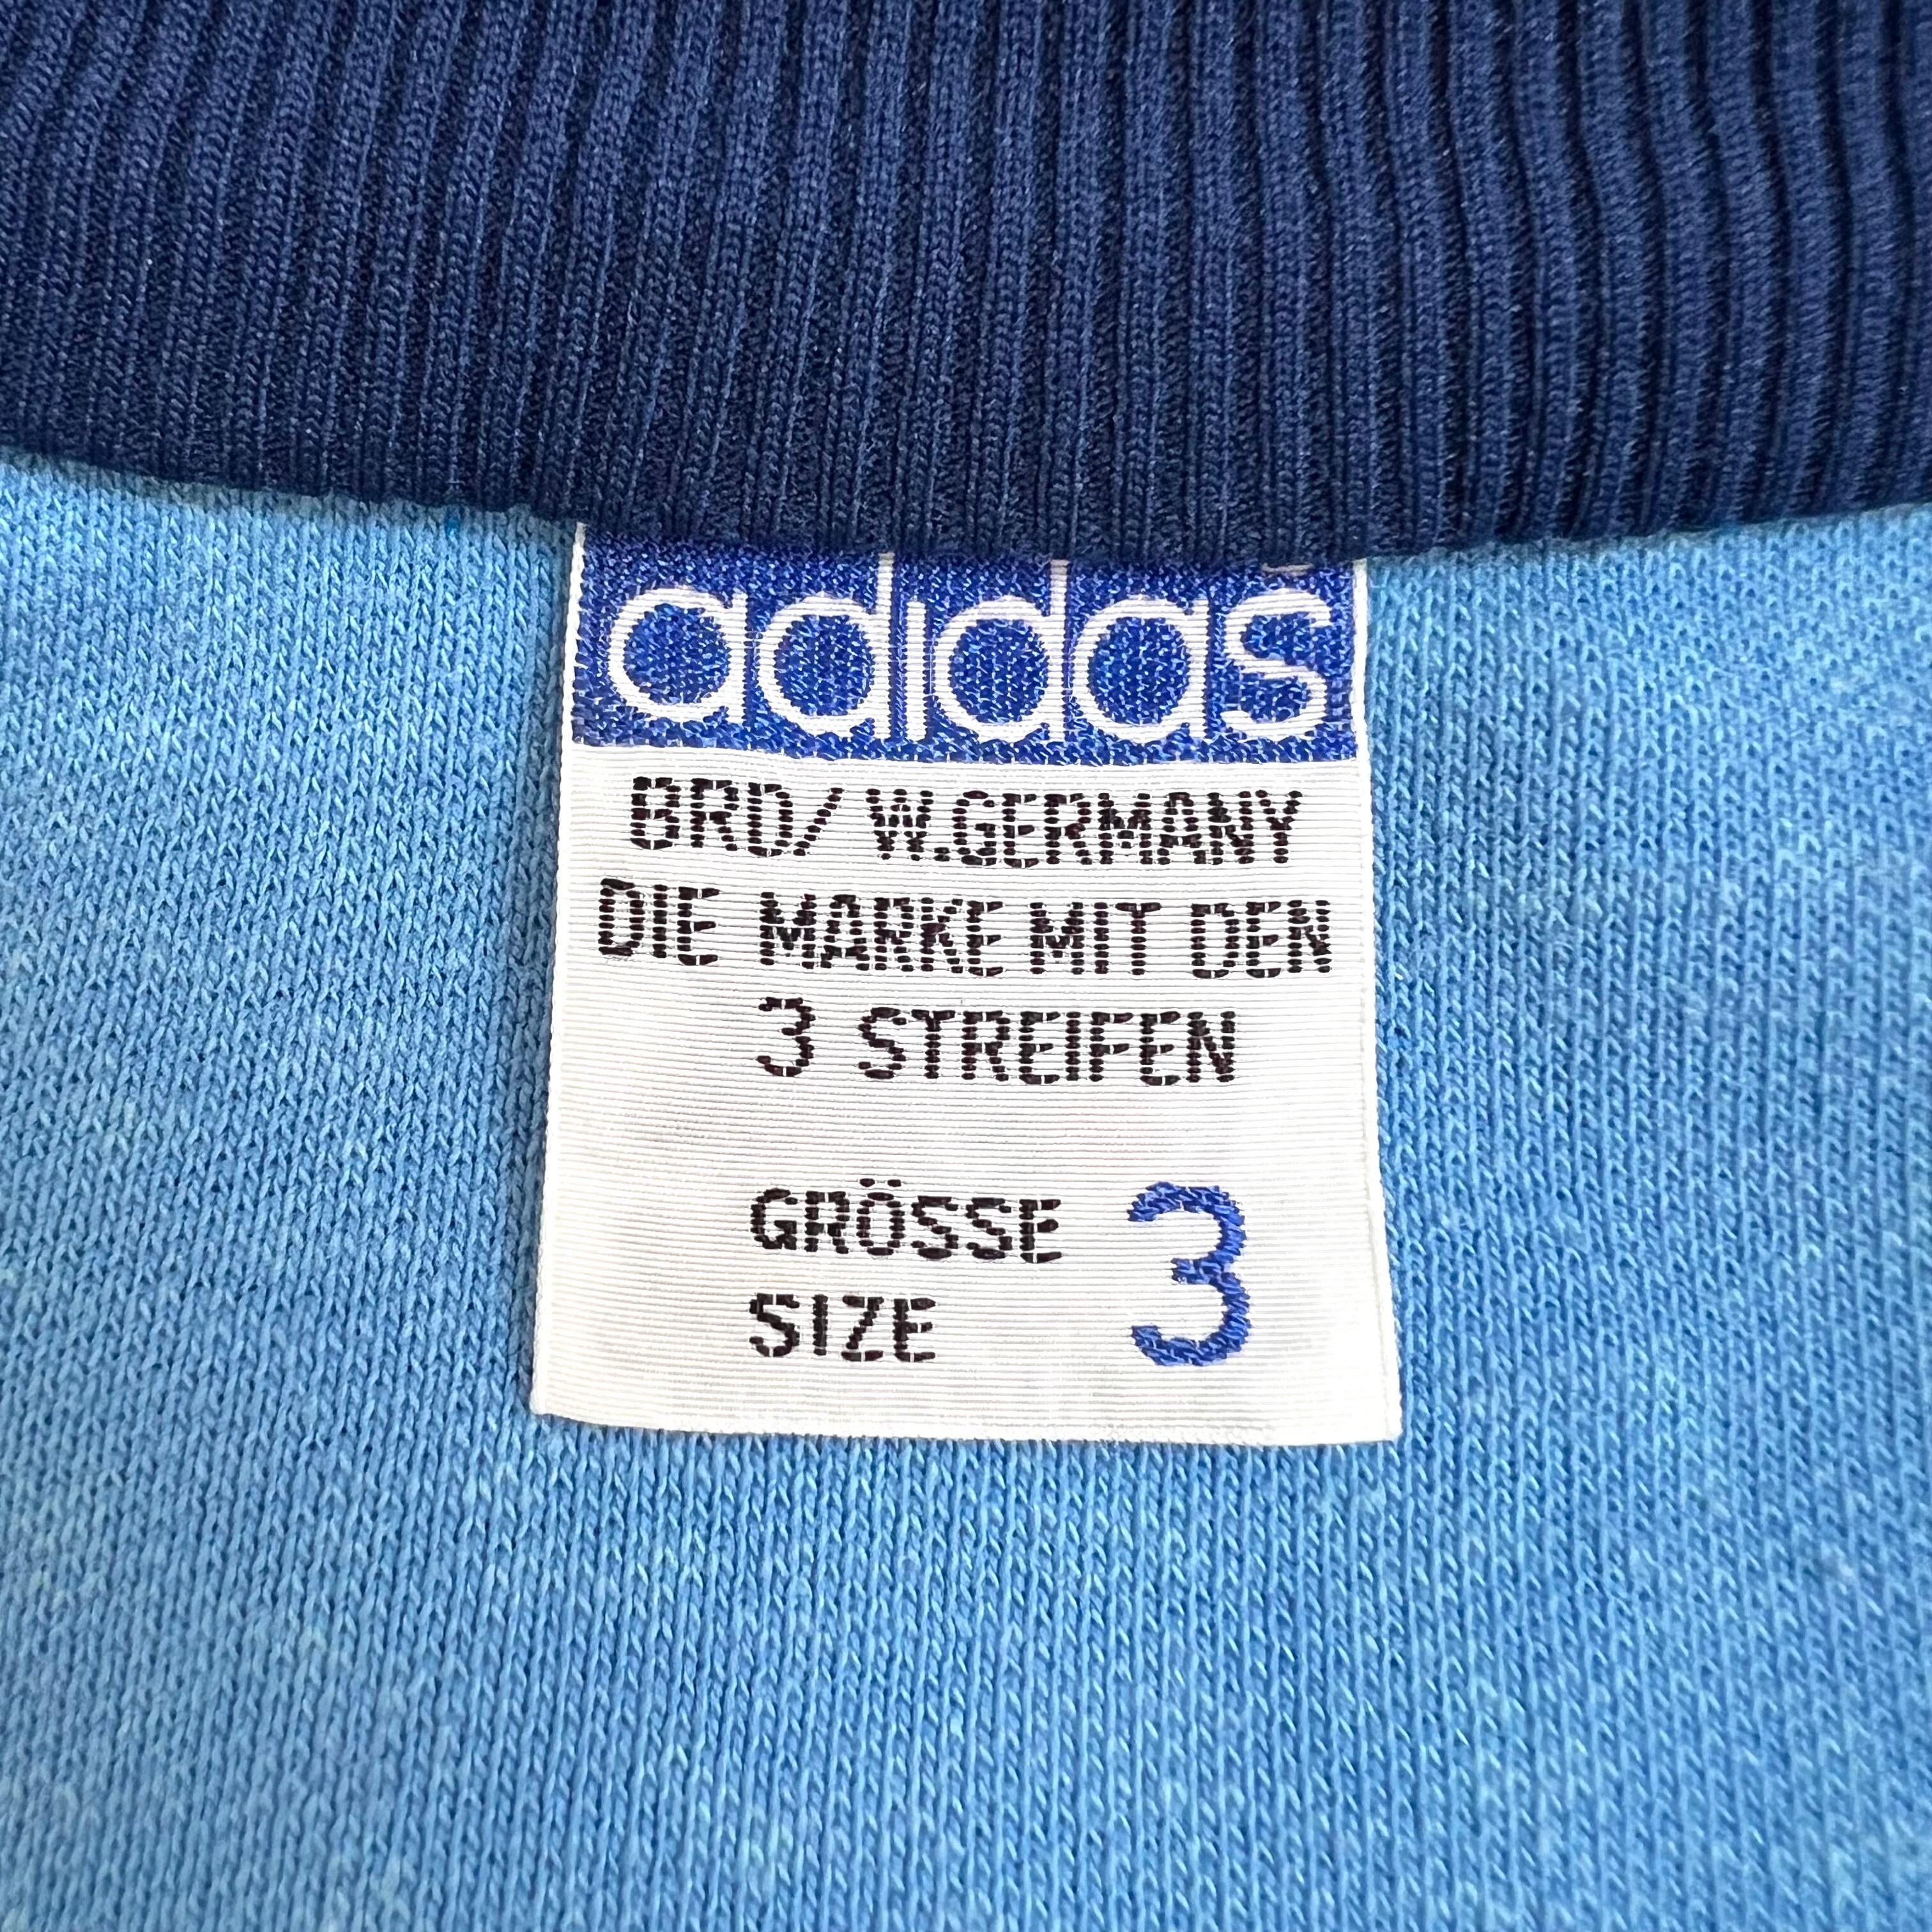 adidas
BRD/ W.GERMANY
DIE MARKE MIT DEN
3 STREIFEN
GRÖSSE 3
SIZE